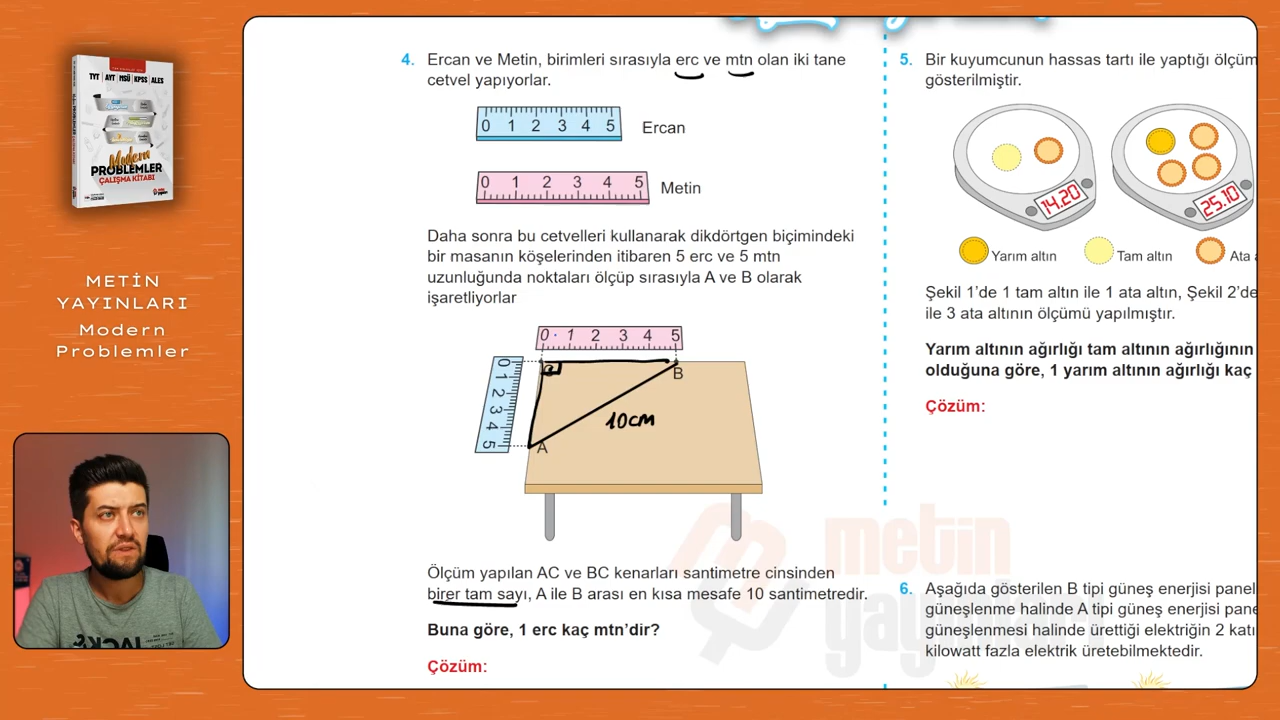 TYT AYT MSÜ KPSS ALES
Modern
PROBLEMLER
ÇALIŞMA KİTABI
METİN
YAYINLARI
Modern
Problemler
4. Ercan ve Metin, birimleri sırasıyla erc ve mtn olan iki tane
cetvel yapıyorlar.
0 1 2 3 4 5
Ercan
0 1 2 3 4 5
Metin
Daha sonra bu cetvelleri kullanarak dikdörtgen biçimindeki
bir masanın köşelerinden itibaren 5 erc ve 5 mtn
uzunluğunda noktaları ölçüp sırasıyla A ve B olarak
işaretliyorlar
0 1 2 3 4 5
0 1 2 3 4 5
C
B
10cm
A
Ölçüm yapılan AC ve BC kenarları santimetre cinsinden
birer tam sayı, A ile B arası en kısa mesafe 10 santimetredir.
Buna göre, 1 erc kaç mtn'dir?
Çözüm:
5. Bir kuyumcunun hassas tartı ile yaptığı ölçüm
gösterilmiştir.
14.20
25.10
Yarım altın
Tam altın
Ata a
Şekil 1'de 1 tam altın ile 1 ata altın, Şekil 2'de
ile 3 ata altının ölçümü yapılmıştır.
Yarım altının ağırlığı tam altının ağırlığının
olduğuna göre, 1 yarım altının ağırlığı kaç
Çözüm:
metin
yayınları
6. Aşağıda gösterilen B tipi güneş enerjisi panel
güneşlenme halinde A tipi güneş enerjisi pane
güneşlenmesi halinde ürettiği elektriğin 2 katı
kilowatt fazla elektrik üretebilmektedir.